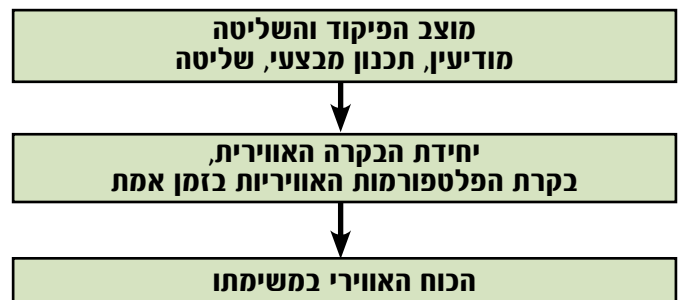 מוצב הפיקוד והשליטה
מודיעין, תכנון מבצעי, שליטה
יחידת הבקרה האווירית,
בקרת הפלטפורמות האוויריות בזמן אמת
הכוח האווירי במשימתו